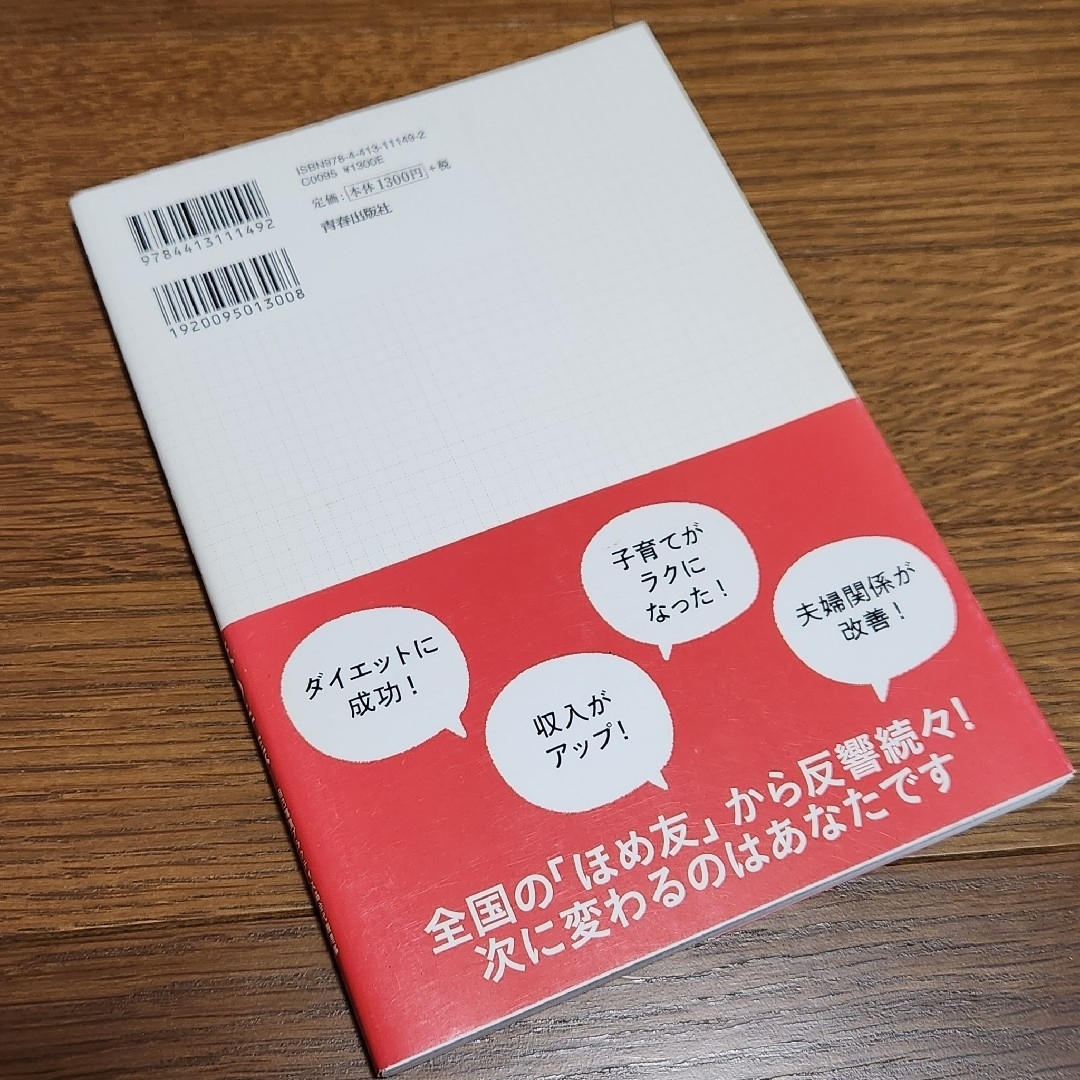 ISBN978-4-413-11149-2
C0095 ¥1300E
定価:本体1300円+税
青春出版社
9784413111492
1920095013008
子育てが
ラクに
なった!
夫婦関係が
改善!
ダイエットに
成功!
収入が
アップ!
全国の「ほめ友」から反響続々!
次に変わるのはあなたです